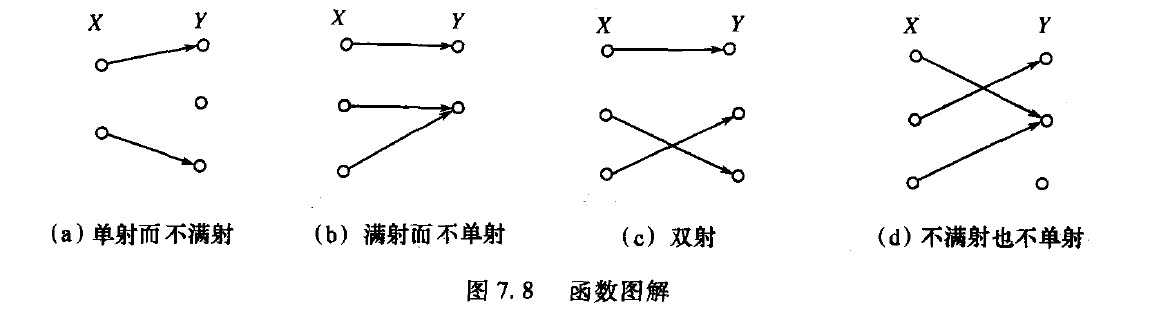 X Y X Y X Y X Y
(a)单射而不满射 (b) 满射而不单射 (c) 双射 (d)不满射也不单射
图 7.8 函数图解